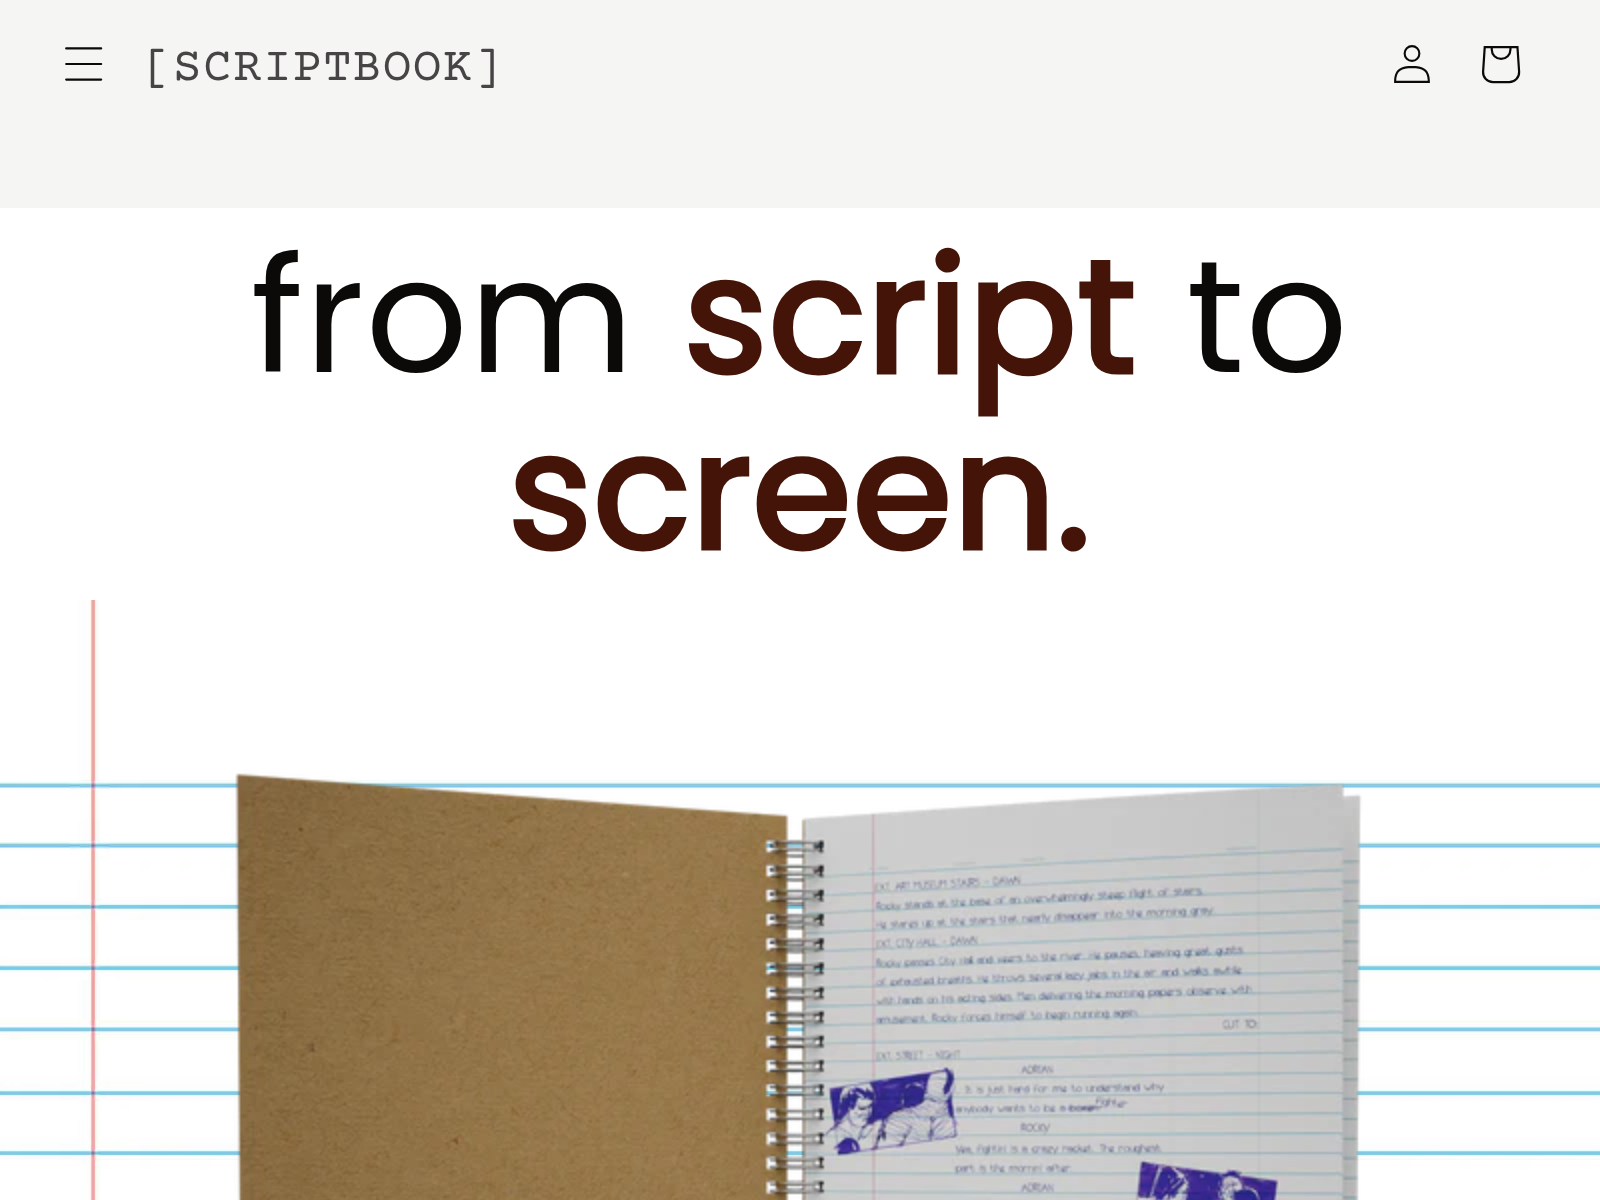 [SCRIPTBOOK]
from script to
screen.
EXT. ART MUSEUM STAIRS - DAWN
Rocky stands at the base of an overwhelmingly steep flight of stairs.
He stares up at the stairs that nearly disappear into the morning gray.
EXT. CITY HALL - DAWN
Rocky passes City Hall and veers to the river. He pauses, heaving great gusts
of exhausted breaths. He throws several lazy jabs in the air and walks awhile
with hands on his aching sides. Men delivering the morning papers observe with
amusement. Rocky forces himself to begin running again.
CUT TO:
EXT. STREET - NIGHT
ADRIAN
It is just hard for me to understand why
anybody wants to be a boxer fighter
ROCKY
Yea, fightin' is a crazy racket. The roughest
part is the mornin' after.
ADRIAN